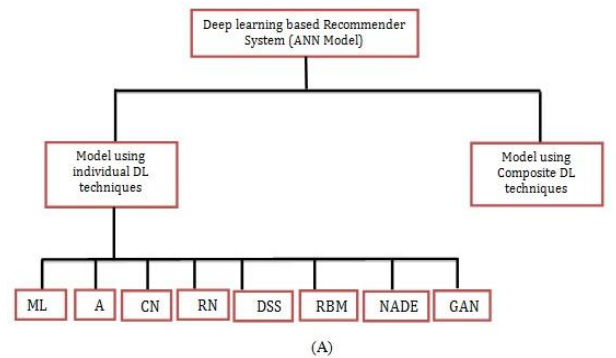 Deep learning based Recommender
System (ANN Model)
Model using
individual DL
techniques
Model using
Composite DL
techniques
ML
A
CN
RN
DSS
RBM
NADE
GAN
(A)